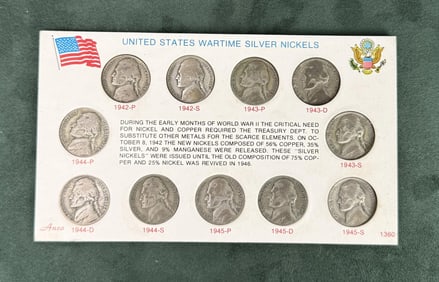 UNITED STATES WARTIME SILVER NICKELS
1942-P 1942-S 1943-P 1943-D
DURING THE EARLY MONTHS OF WORLD WAR II THE CRITICAL NEED
FOR NICKEL AND COPPER REQUIRED THE TREASURY DEPT. TO
SUBSTITUTE OTHER METALS FOR THE SCARCE ELEMENTS, ON OC-
TOBER 8, 1942 THE NEW NICKELS COMPOSED OF 56% COPPER, 35%
SILVER, AND 9% MANGANESE WERE RELEASED. THESE "SILVER
NICKELS" WERE ISSUED UNTIL THE OLD COMPOSITION OF 75% COP-
PER AND 25% NICKEL WAS REVIVED IN 1946.
1944-P 1943-S
1944-D 1944-S 1945-P 1945-D 1945-S
Anco 1360